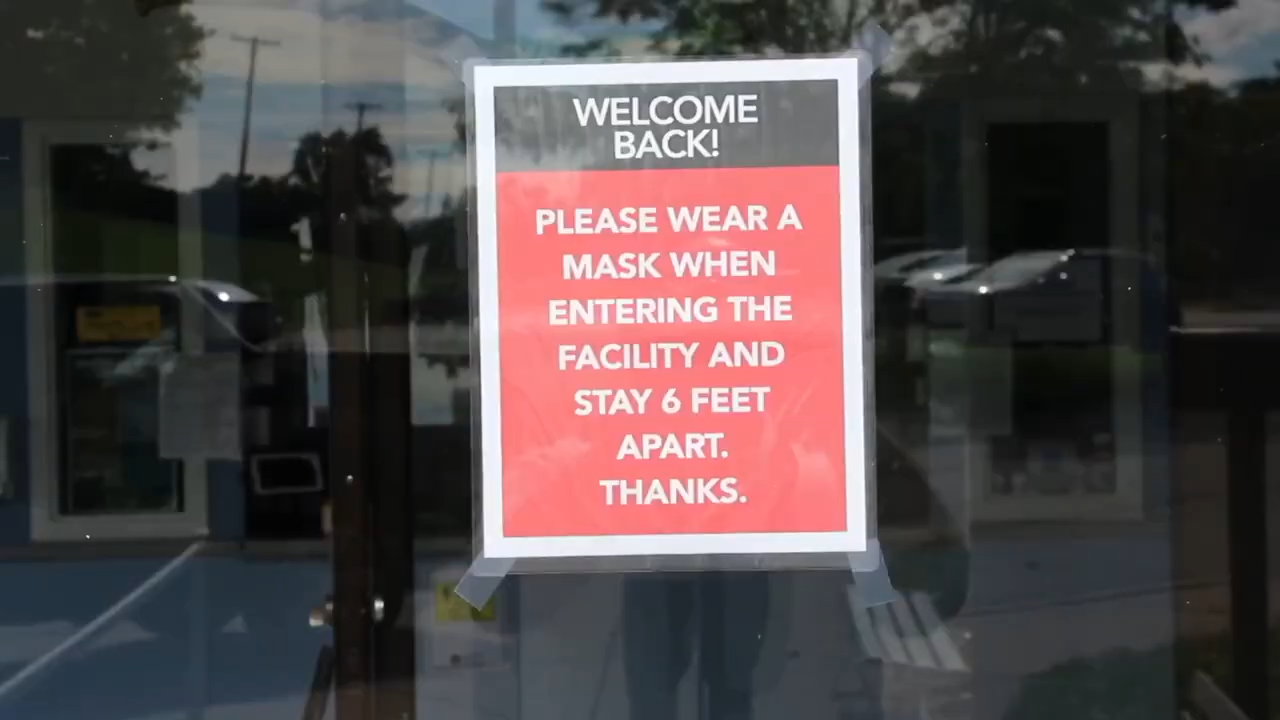 WELCOME
BACK!
PLEASE WEAR A
MASK WHEN
ENTERING THE
FACILITY AND
STAY 6 FEET
APART.
THANKS.